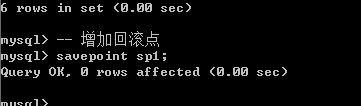 6 rows in set (0.00 sec)
mysql> -- 增加回滚点
mysql> savepoint sp1;
Query OK, 0 rows affected (0.00 sec)
mysql>